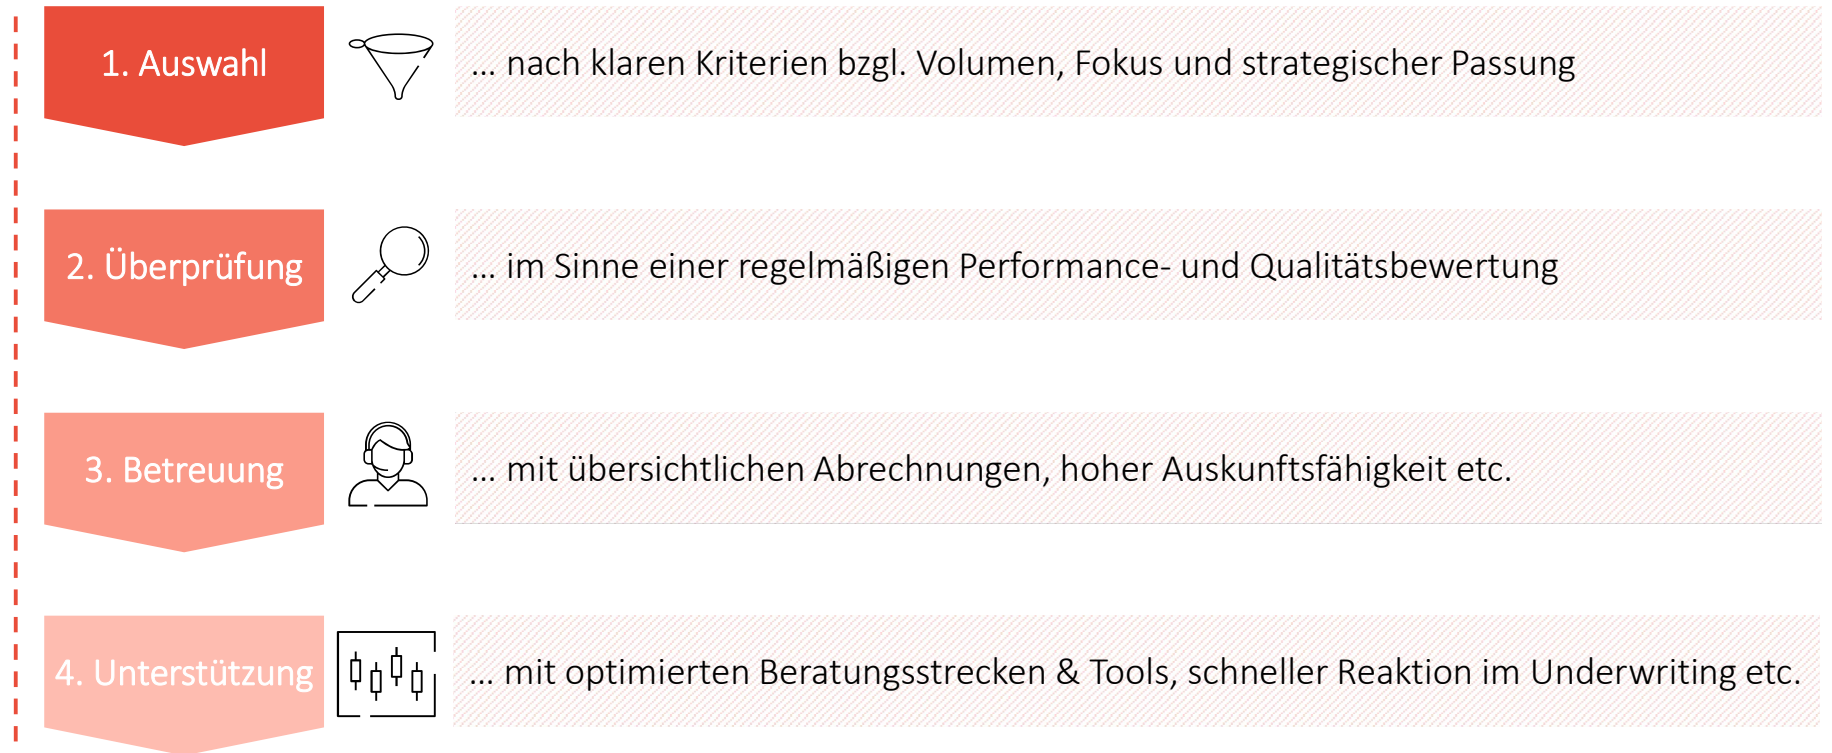 1. Auswahl
... nach klaren Kriterien bzgl. Volumen, Fokus und strategischer Passung
2. Überprüfung
... im Sinne einer regelmäßigen Performance- und Qualitätsbewertung
3. Betreuung
... mit übersichtlichen Abrechnungen, hoher Auskunftsfähigkeit etc.
4. Unterstützung
... mit optimierten Beratungsstrecken & Tools, schneller Reaktion im Underwriting etc.